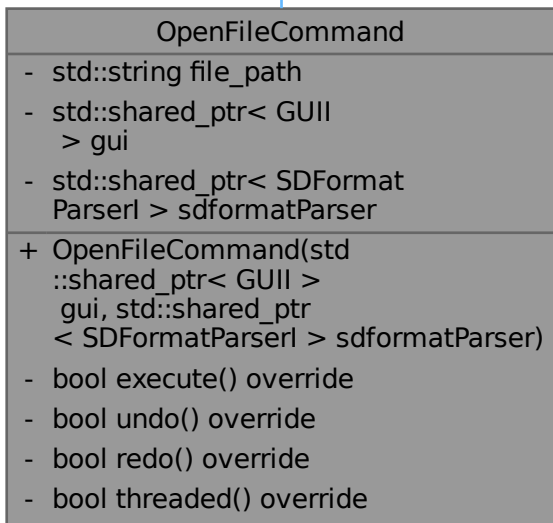 OpenFileCommand
- std::string file_path
- std::shared_ptr< GUII
> gui
- std::shared_ptr< SDFormat
ParserI > sdformatParser
+ OpenFileCommand(std
::shared_ptr< GUII >
gui, std::shared_ptr
< SDFormatParserI > sdformatParser)
- bool execute() override
- bool undo() override
- bool redo() override
- bool threaded() override